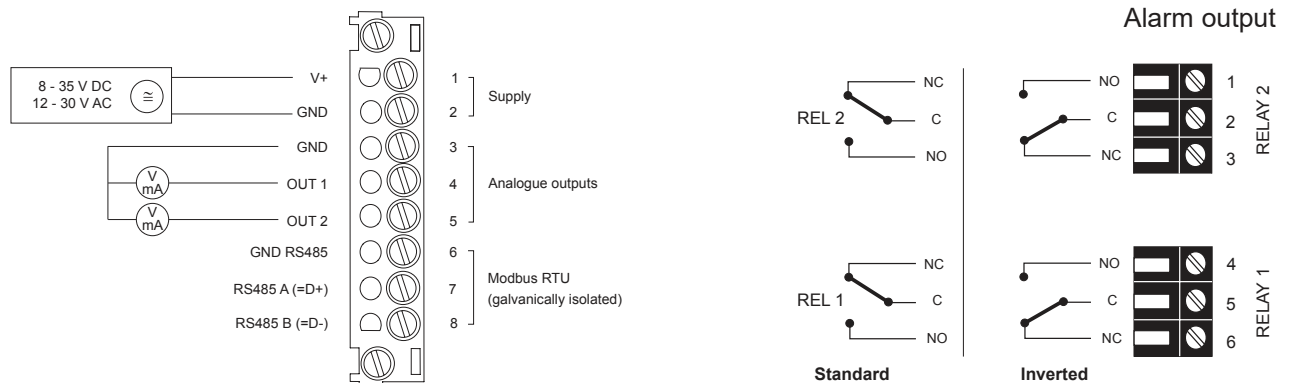 Alarm output
8 - 35 V DC
12 - 30 V AC
≅
V+
GND
GND
OUT 1
OUT 2
GND RS485
RS485 A (=D+)
RS485 B (=D-)
V
mA
V
mA
1
2
3
4
5
6
7
8
Supply
Analogue outputs
Modbus RTU
(galvanically isolated)
REL 2
NC
C
NO
NO
C
NC
1
2
3
RELAY 2
REL 1
NC
C
NO
NO
C
NC
4
5
6
RELAY 1
Standard
Inverted